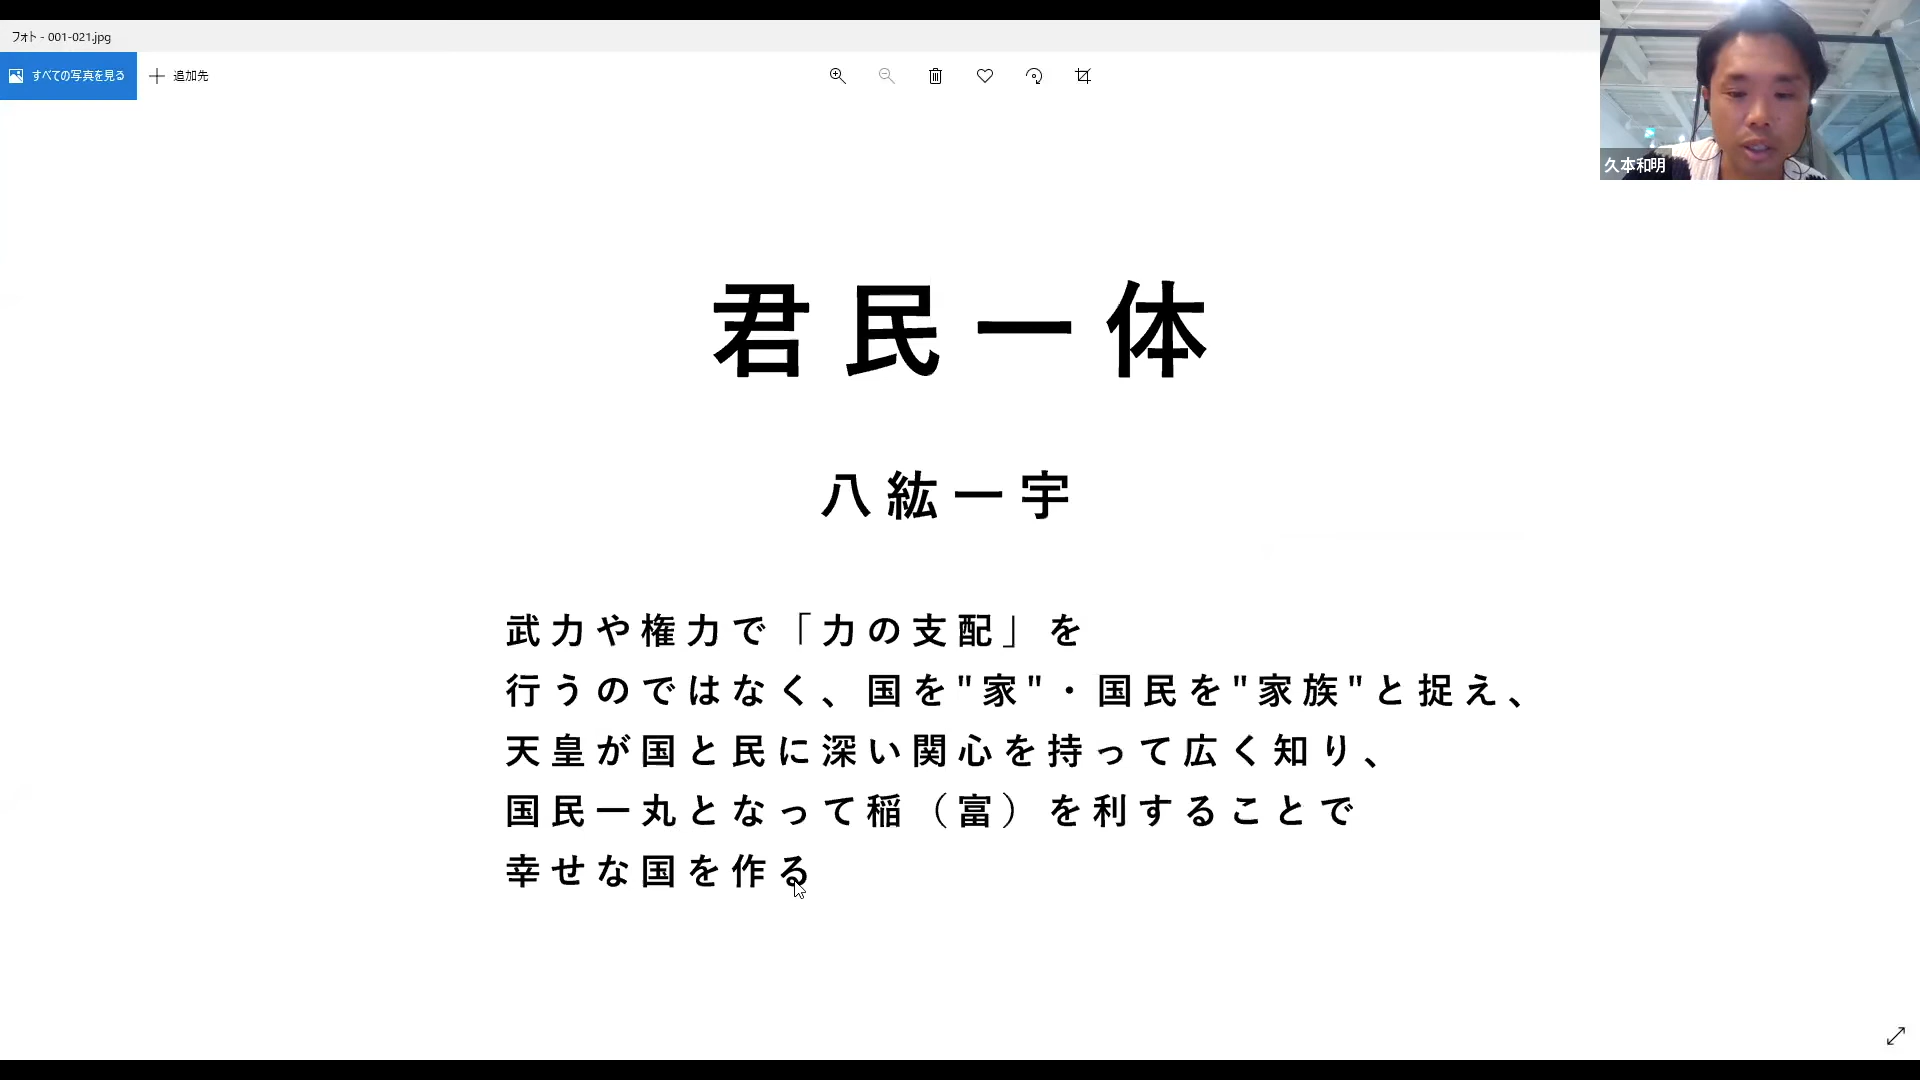 フォト - 001-021.jpg
すべての写真を見る
追加先
久本和明
君民一体
八紘一宇
武力や権力で「力の支配」を
行うのではなく、国を"家"・国民を"家族"と捉え、
天皇が国と民に深い関心を持って広く知り、
国民一丸となって稲（富）を利することで
幸せな国を作る